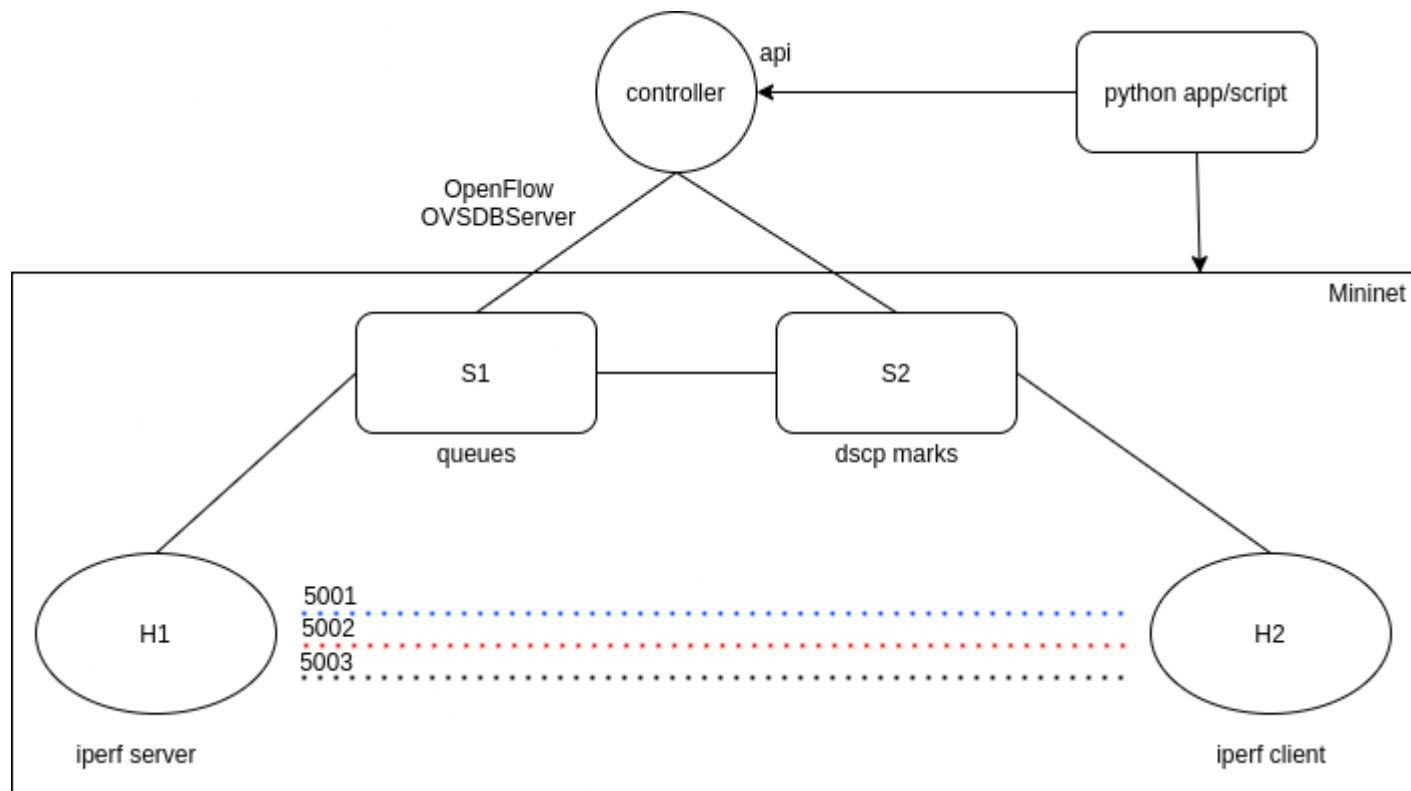 api
controller
python app/script
OpenFlow
OVSDBServer
Mininet
S1
S2
queues
dscp marks
5001
5002
5003
H1
H2
iperf server
iperf client